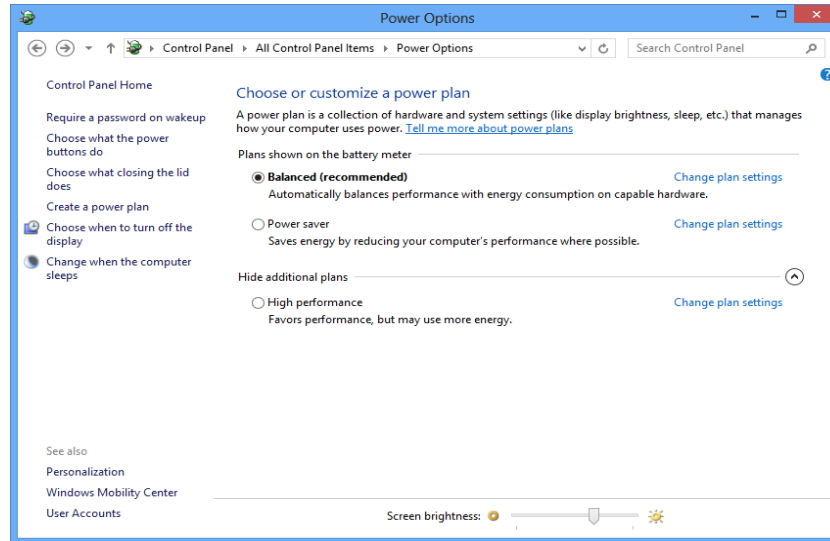 Power Options
Control Panel ▸ All Control Panel Items ▸ Power Options
Search Control Panel
Control Panel Home
Require a password on wakeup
Choose what the power
buttons do
Choose what closing the lid
does
Create a power plan
Choose when to turn off the
display
Change when the computer
sleeps
See also
Personalization
Windows Mobility Center
User Accounts
Choose or customize a power plan
A power plan is a collection of hardware and system settings (like display brightness, sleep, etc.) that manages
how your computer uses power. Tell me more about power plans
Plans shown on the battery meter
Balanced (recommended) Change plan settings
Automatically balances performance with energy consumption on capable hardware.
Power saver Change plan settings
Saves energy by reducing your computer's performance where possible.
Hide additional plans
High performance Change plan settings
Favors performance, but may use more energy.
Screen brightness: